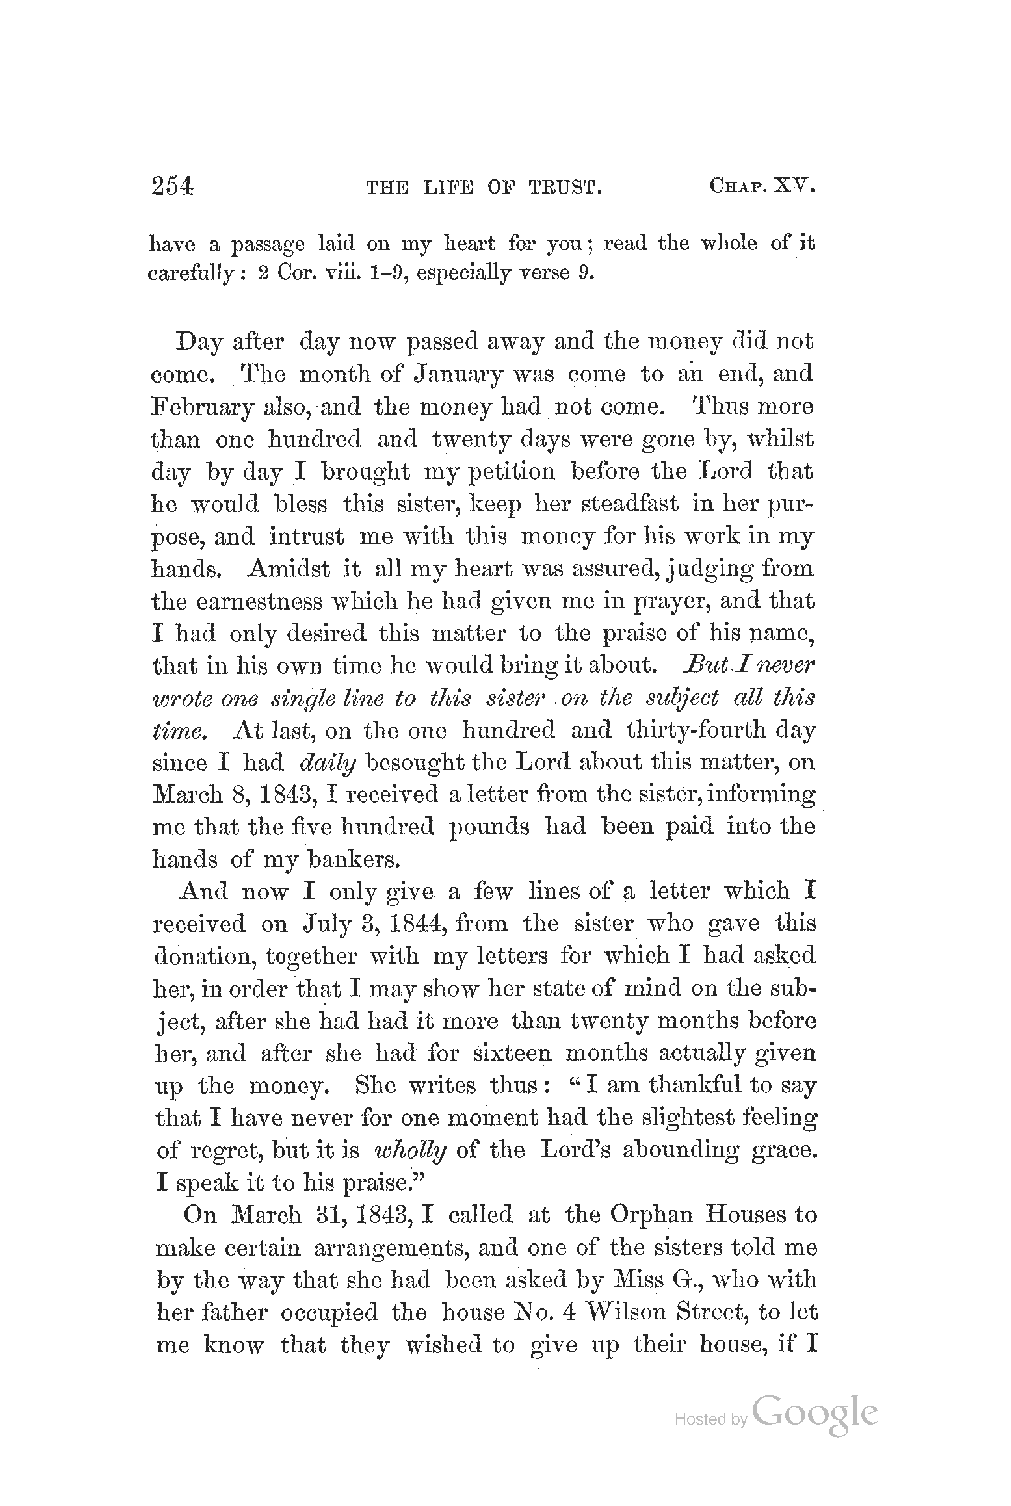 254 THE LIFE OF TRUST. CHAP. XV.
have a passage laid on my heart for you; read the whole of it
carefully: 2 Cor. viii. 1-9, especially verse 9.
Day after day now passed away and the money did not
come. The month of January was come to an end, and
February also, and the money had not come. Thus more
than one hundred and twenty days were gone by, whilst
day by day I brought my petition before the Lord that
he would bless this sister, keep her steadfast in her pur-
pose, and intrust me with this money for his work in my
hands. Amidst it all my heart was assured, judging from
the earnestness which he had given me in prayer, and that
I had only desired this matter to the praise of his name,
that in his own time he would bring it about. But I never
wrote one single line to this sister on the subject all this
time. At last, on the one hundred and thirty-fourth day
since I had daily besought the Lord about this matter, on
March 8, 1843, I received a letter from the sister, informing
me that the five hundred pounds had been paid into the
hands of my bankers.
And now I only give a few lines of a letter which I
received on July 3, 1844, from the sister who gave this
donation, together with my letters for which I had asked
her, in order that I may show her state of mind on the sub-
ject, after she had had it more than twenty months before
her, and after she had for sixteen months actually given
up the money. She writes thus: "I am thankful to say
that I have never for one moment had the slightest feeling
of regret, but it is wholly of the Lord's abounding grace.
I speak it to his praise."
On March 31, 1843, I called at the Orphan Houses to
make certain arrangements, and one of the sisters told me
by the way that she had been asked by Miss G., who with
her father occupied the house No. 4 Wilson Street, to let
me know that they wished to give up their house, if I
Hosted by Google